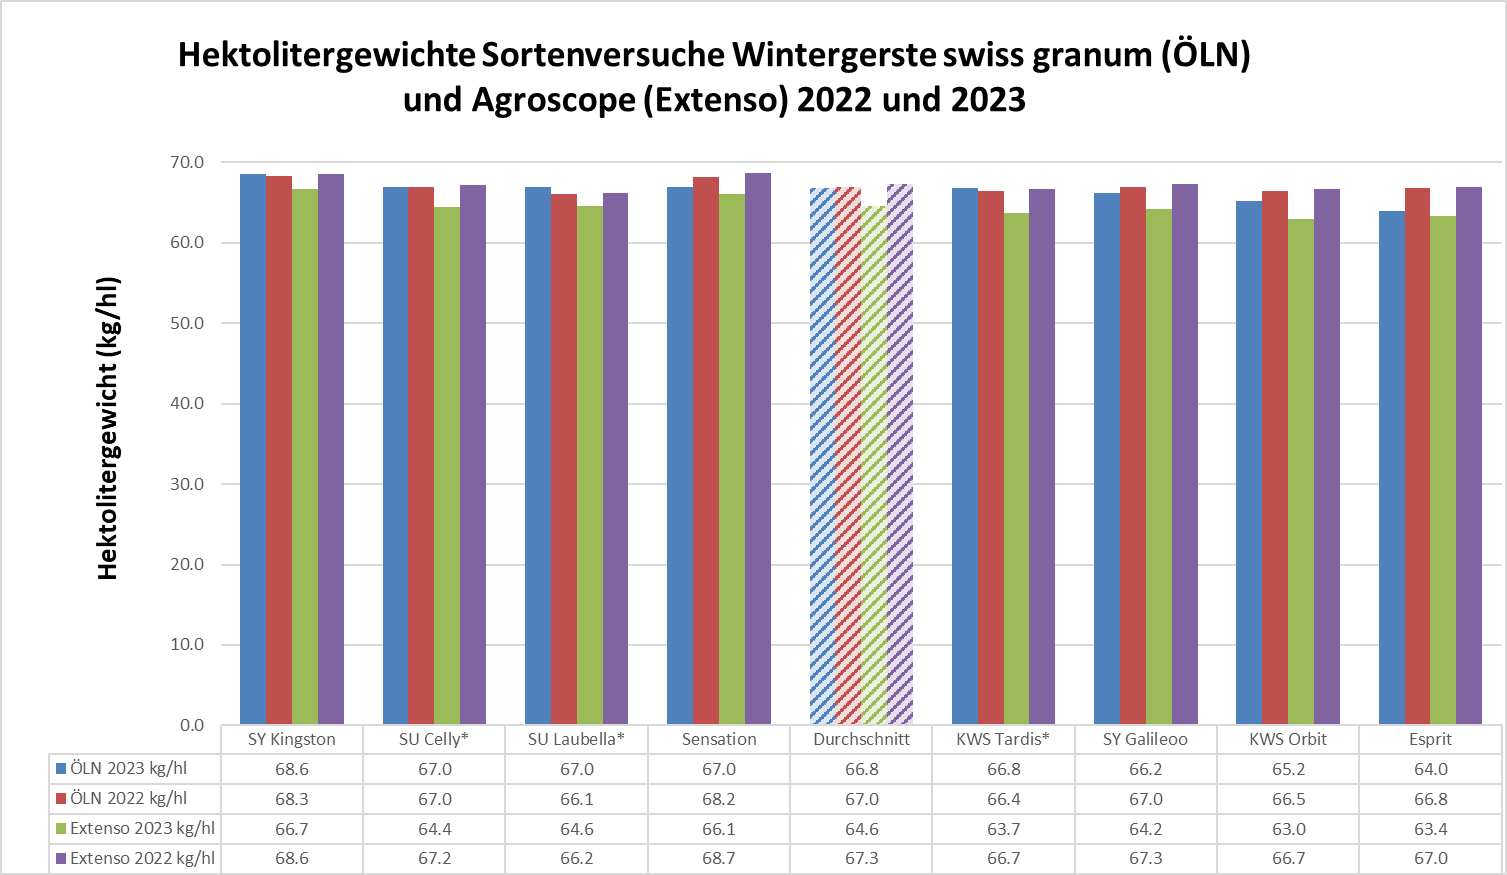 Hektolitergewichte Sortenversuche Wintergerste swiss granum (ÖLN)
und Agroscope (Extenso) 2022 und 2023
Hektolitergewicht (kg/hl)
70.0
60.0
50.0
40.0
30.0
20.0
10.0
0.0
SY Kingston SU Celly* SU Laubella* Sensation Durchschnitt KWS Tardis* SY Galileoo KWS Orbit Esprit
ÖLN 2023 kg/hl 68.6 67.0 67.0 67.0 66.8 66.8 66.2 65.2 64.0
ÖLN 2022 kg/hl 68.3 67.0 66.1 68.2 67.0 66.4 67.0 66.5 66.8
Extenso 2023 kg/hl 66.7 64.4 64.6 66.1 64.6 63.7 64.2 63.0 63.4
Extenso 2022 kg/hl 68.6 67.2 66.2 68.7 67.3 66.7 67.3 66.7 67.0